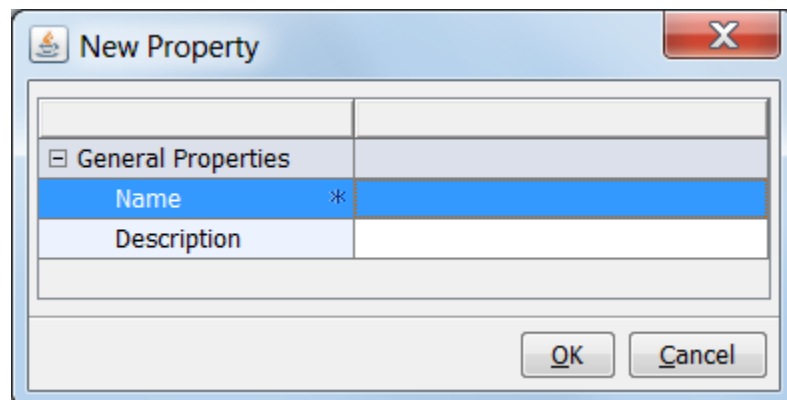 New Property
General Properties
Name *
Description
OK Cancel